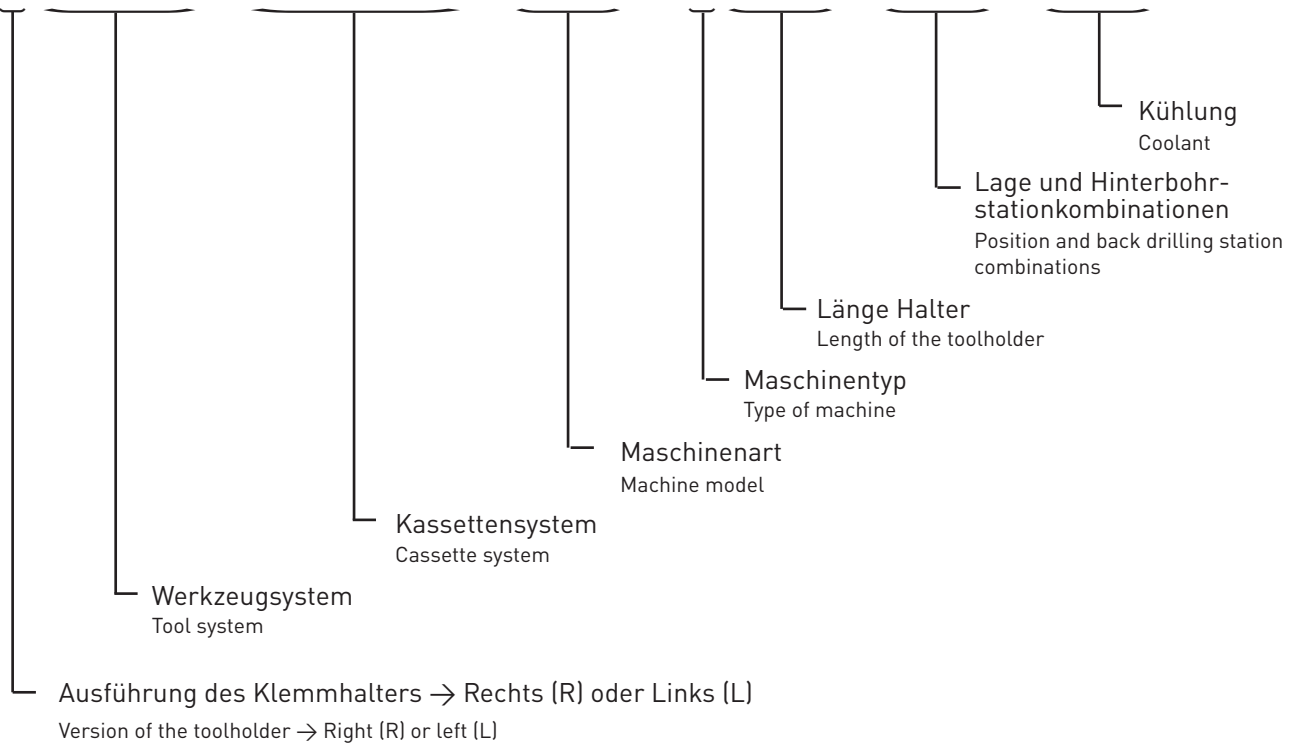 Kühlung
Coolant
Lage und Hinterbohr-
stationkombinationen
Position and back drilling station
combinations
Länge Halter
Length of the toolholder
Maschinentyp
Type of machine
Maschinenart
Machine model
Kassettensystem
Cassette system
Werkzeugsystem
Tool system
Ausführung des Klemmhalters → Rechts (R) oder Links (L)
Version of the toolholder → Right (R) or left (L)